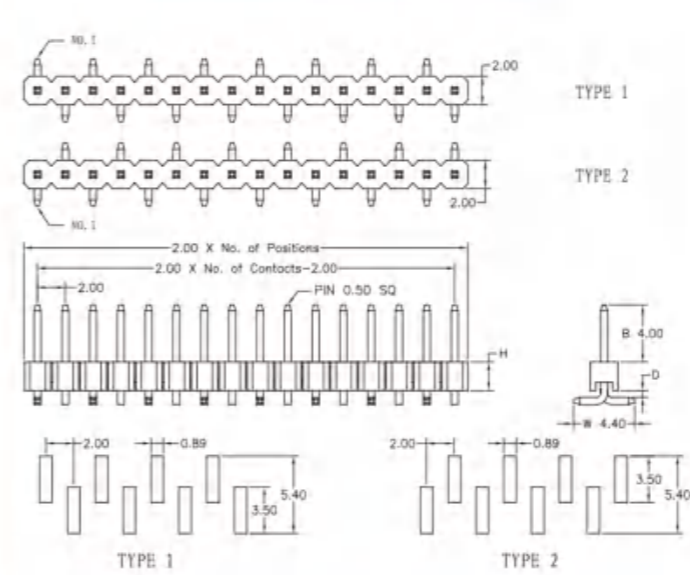 NO. 1
2.00
TYPE 1
TYPE 2
2.00
NO. 1
2.00 X No. of Positions
2.00 X No. of Contacts-2.00
2.00
PIN 0.50 SQ
H
B 4.00
D
W 4.40
2.00
0.89
3.50
5.40
TYPE 1
2.00
0.89
3.50
5.40
TYPE 2